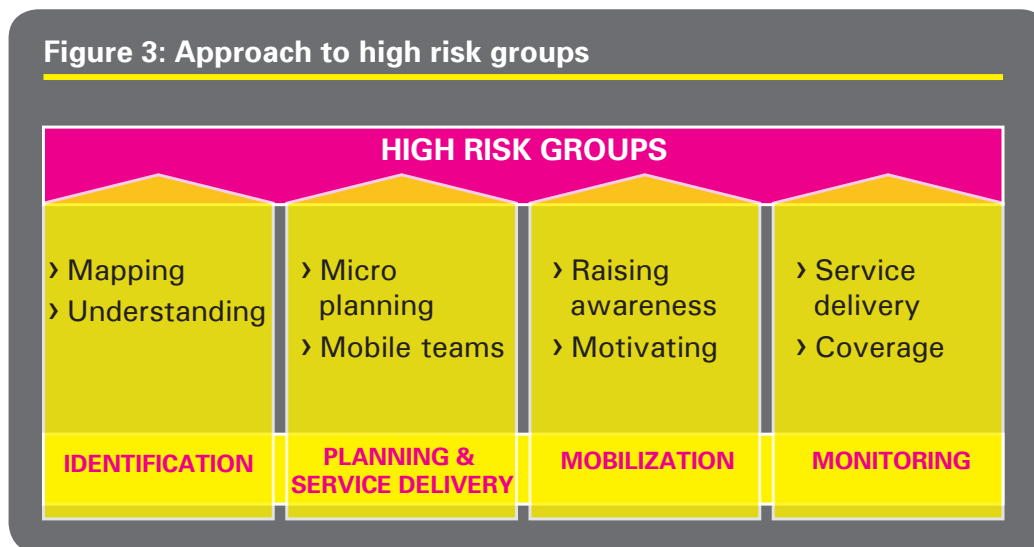 Figure 3: Approach to high risk groups
HIGH RISK GROUPS
› Mapping
› Understanding
› Micro
planning
› Mobile teams
› Raising
awareness
› Motivating
› Service
delivery
› Coverage
IDENTIFICATION
PLANNING &
SERVICE DELIVERY
MOBILIZATION
MONITORING